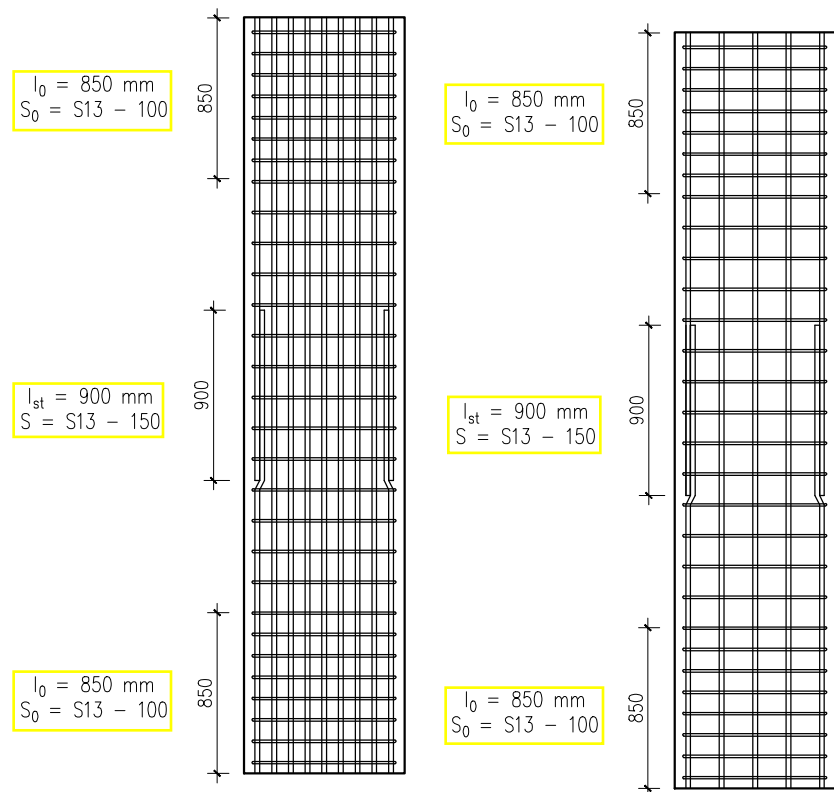 l₀ = 850 mm
S₀ = S13 - 100
850
l_st = 900 mm
S = S13 - 150
900
l₀ = 850 mm
S₀ = S13 - 100
850
l₀ = 850 mm
S₀ = S13 - 100
850
l_st = 900 mm
S = S13 - 150
900
l₀ = 850 mm
S₀ = S13 - 100
850